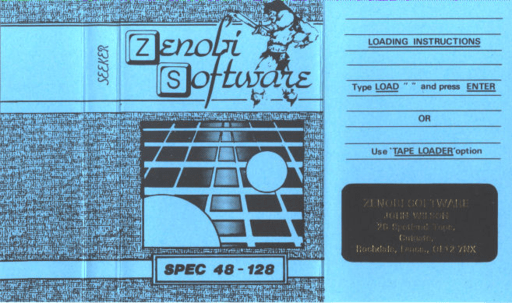 SEEKER
Zenobi
Software
SPEC 48-128
LOADING INSTRUCTIONS
Type LOAD " " and press ENTER
OR
Use 'TAPE LOADER' option
ZENOBI SOFTWARE
JOHN WILSON
26 Spotland Tops,
Cutgate,
Rochdale, Lancs., OL12 7NX